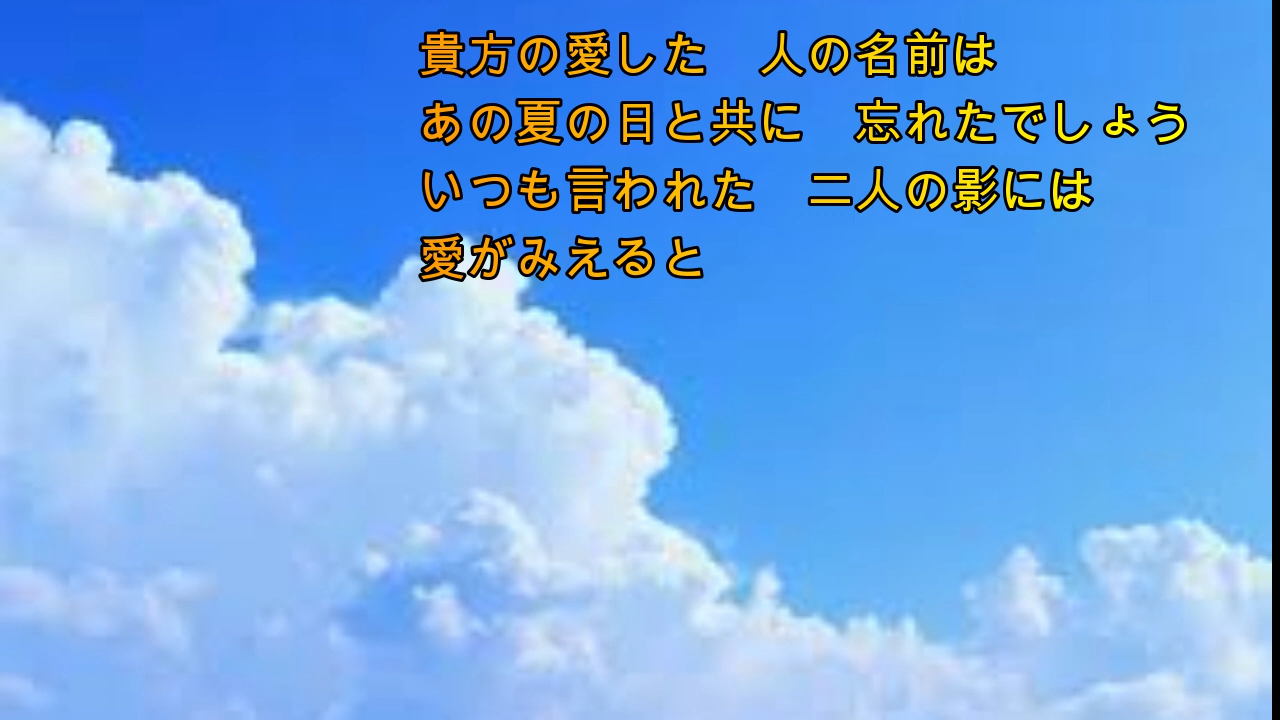 貴方の愛した　人の名前は
あの夏の日と共に　忘れたでしょう
いつも言われた　二人の影には
愛がみえると